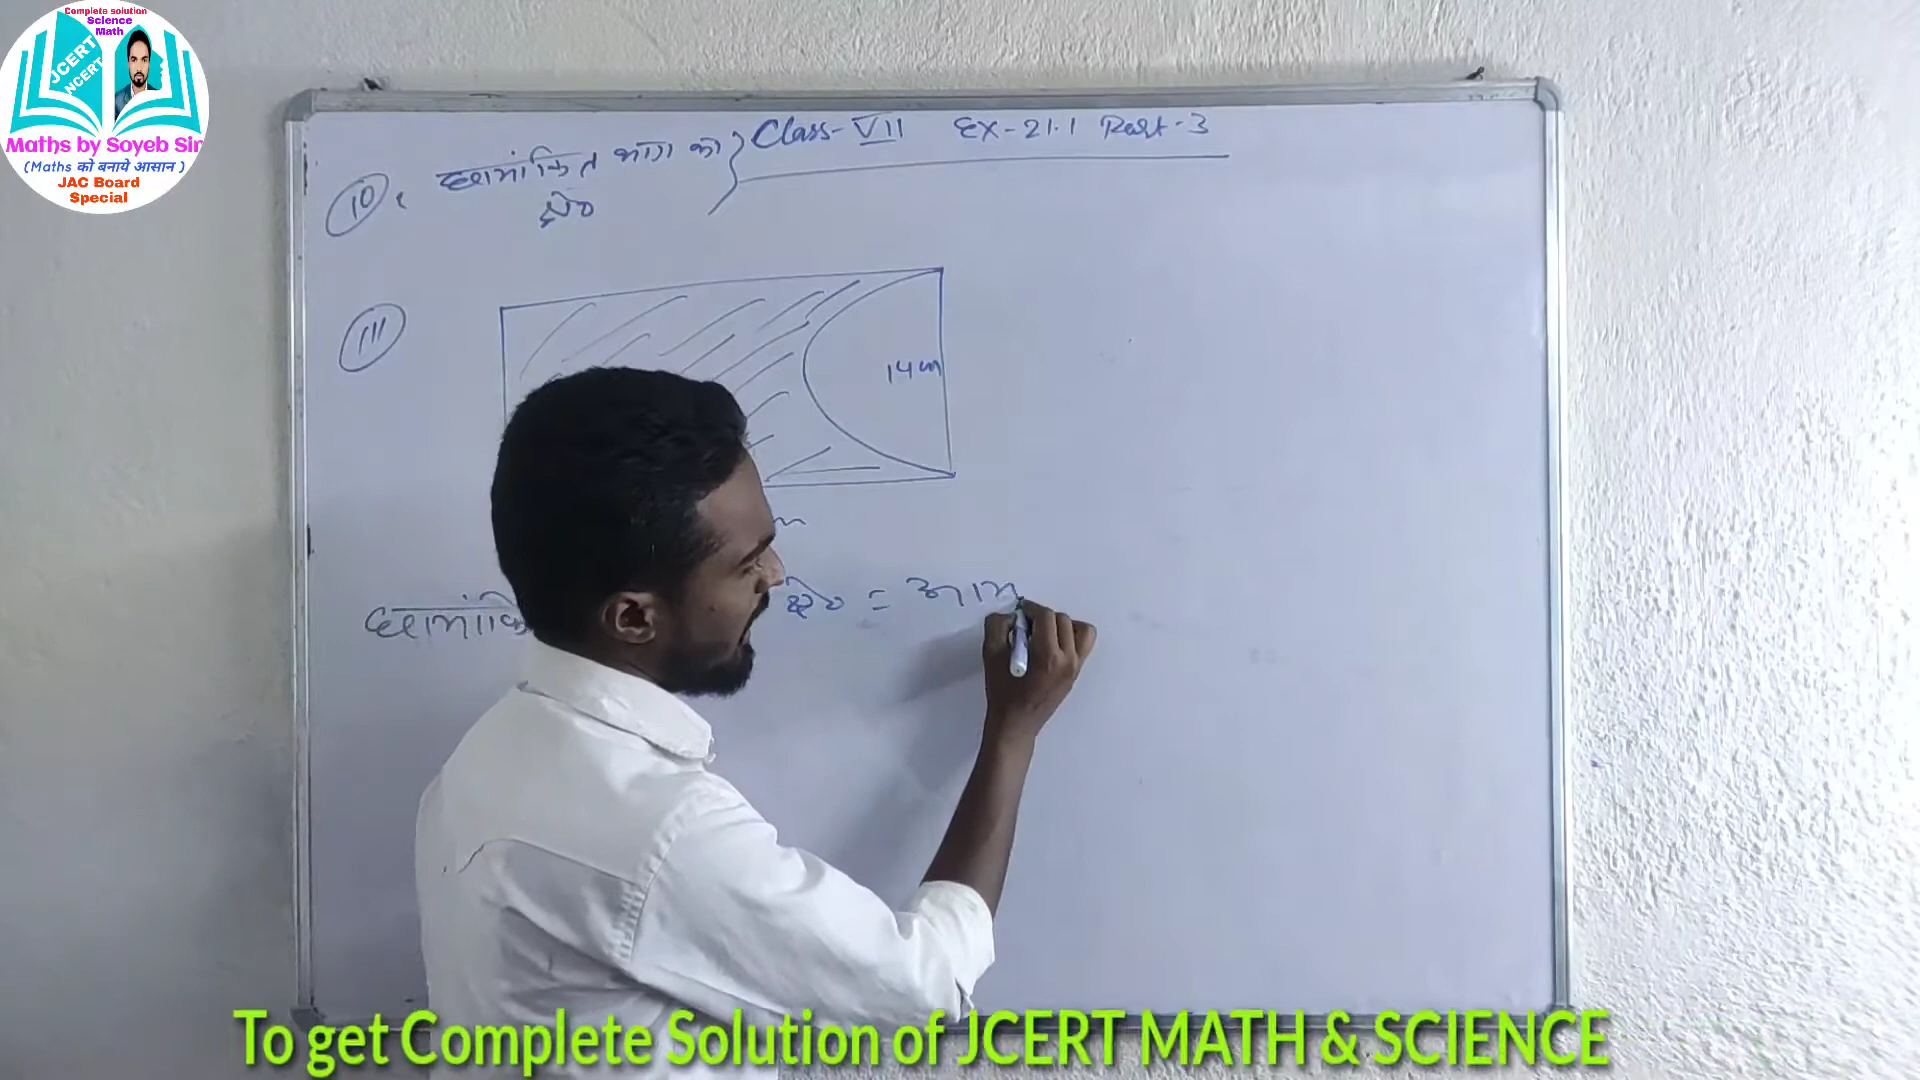 Complete solution
Science
Math
JCERT
NCERT
Maths by Soyeb Sir
(Maths को बनाये आसान)
JAC Board
Special
Class-VII Ex-21.1 Part-3
10. छायांकित भाग का
क्षे०
111
14 cm
क्षे० =
To get Complete Solution of JCERT MATH & SCIENCE